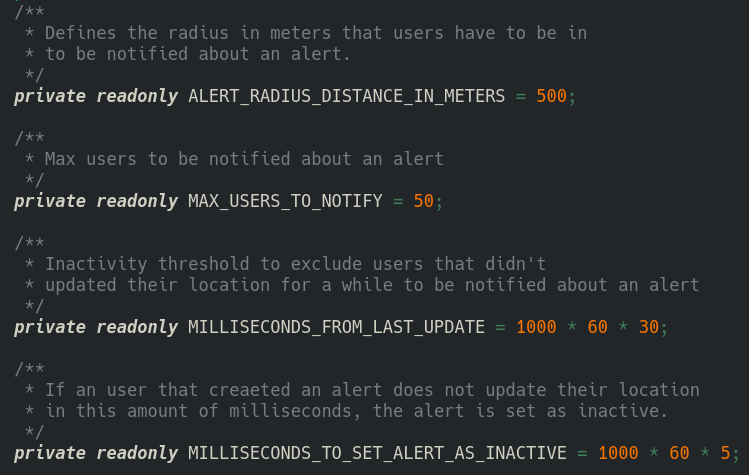 /**
 * Defines the radius in meters that users have to be in
 * to be notified about an alert.
 */
private readonly ALERT_RADIUS_DISTANCE_IN_METERS = 500;
/**
 * Max users to be notified about an alert
 */
private readonly MAX_USERS_TO_NOTIFY = 50;
/**
 * Inactivity threshold to exclude users that didn't
 * updated their location for a while to be notified about an alert
 */
private readonly MILLISECONDS_FROM_LAST_UPDATE = 1000 * 60 * 30;
/**
 * If an user that creaeted an alert does not update their location
 * in this amount of milliseconds, the alert is set as inactive.
 */
private readonly MILLISECONDS_TO_SET_ALERT_AS_INACTIVE = 1000 * 60 * 5;